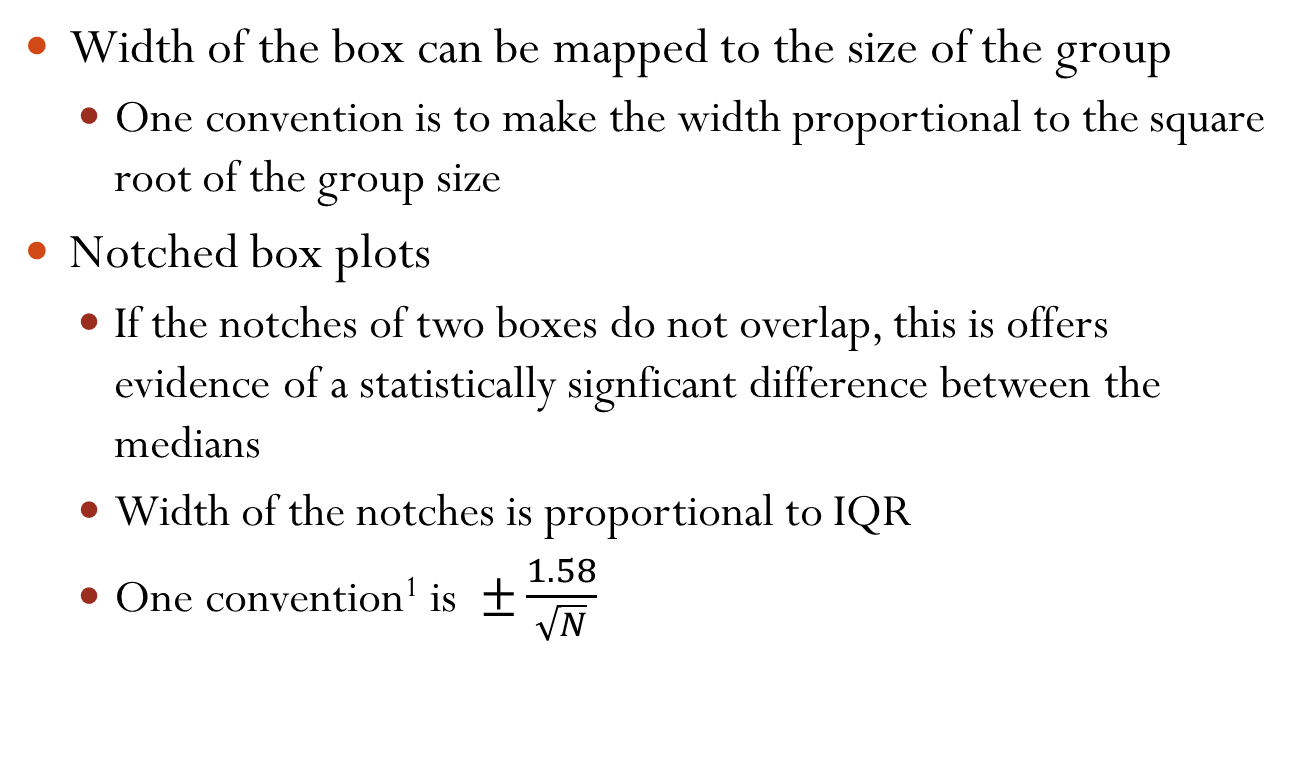 • Width of the box can be mapped to the size of the group
• One convention is to make the width proportional to the square
root of the group size
• Notched box plots
• If the notches of two boxes do not overlap, this is offers
evidence of a statistically signficant difference between the
medians
• Width of the notches is proportional to IQR
• One convention¹ is ± 1.58/√N